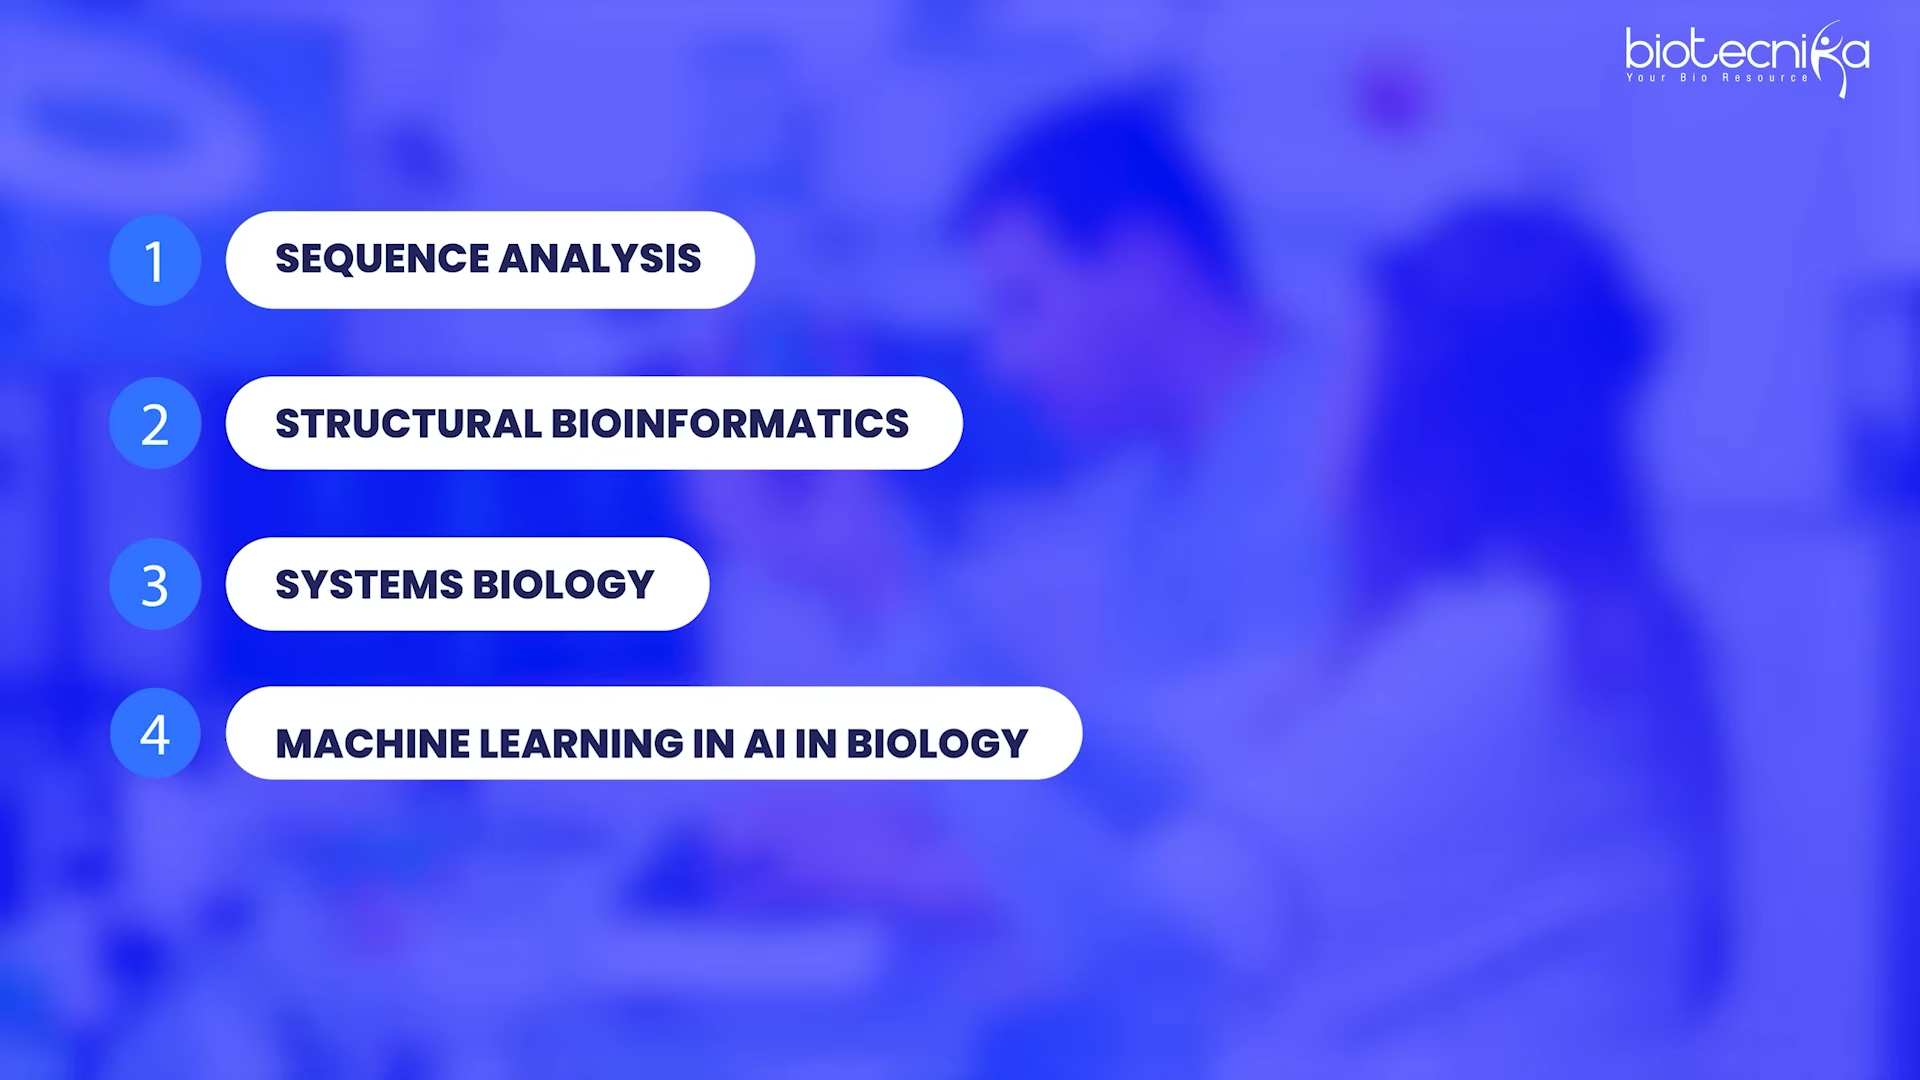 biotecnika
Your Bio Resource
1
SEQUENCE ANALYSIS
2
STRUCTURAL BIOINFORMATICS
3
SYSTEMS BIOLOGY
4
MACHINE LEARNING IN AI IN BIOLOGY